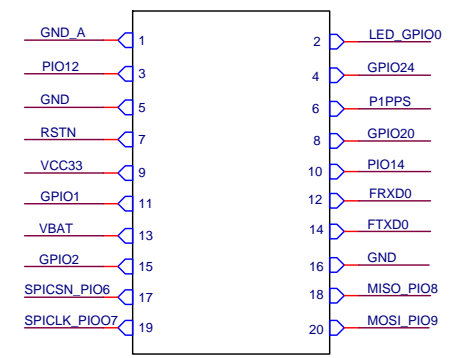 GND_A 1 2 LED_GPIO0
PIO12 3 4 GPIO24
GND 5 6 P1PPS
RSTN 7 8 GPIO20
VCC33 9 10 PIO14
GPIO1 11 12 FRXD0
VBAT 13 14 FTXD0
GPIO2 15 16 GND
SPICSN_PIO6 17 18 MISO_PIO8
SPICLK_PIOO7 19 20 MOSI_PIO9